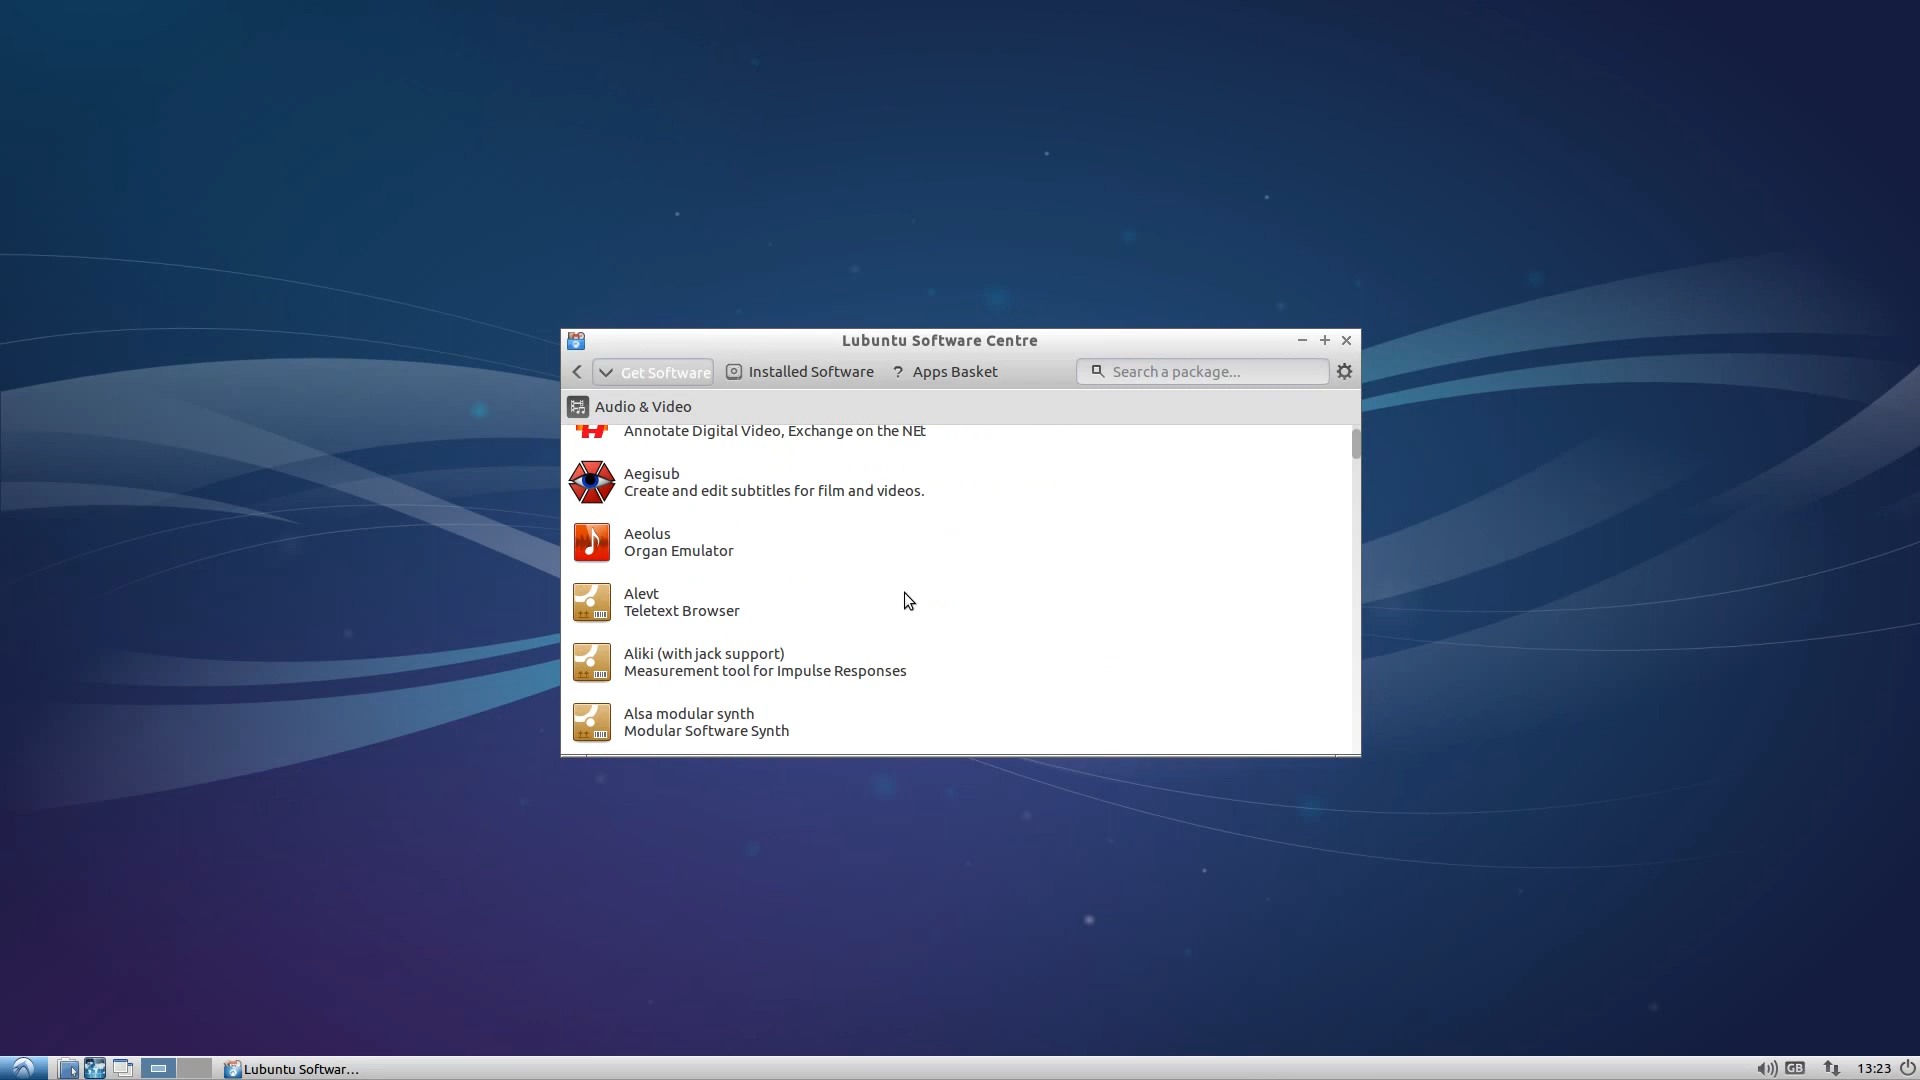 Lubuntu Software Centre
Get Software
Installed Software
? Apps Basket
Search a package...
Audio & Video
Annotate Digital Video, Exchange on the NEt
Aegisub
Create and edit subtitles for film and videos.
Aeolus
Organ Emulator
Alevt
Teletext Browser
Aliki (with jack support)
Measurement tool for Impulse Responses
Alsa modular synth
Modular Software Synth
Lubuntu Softwar...
GB
13:23